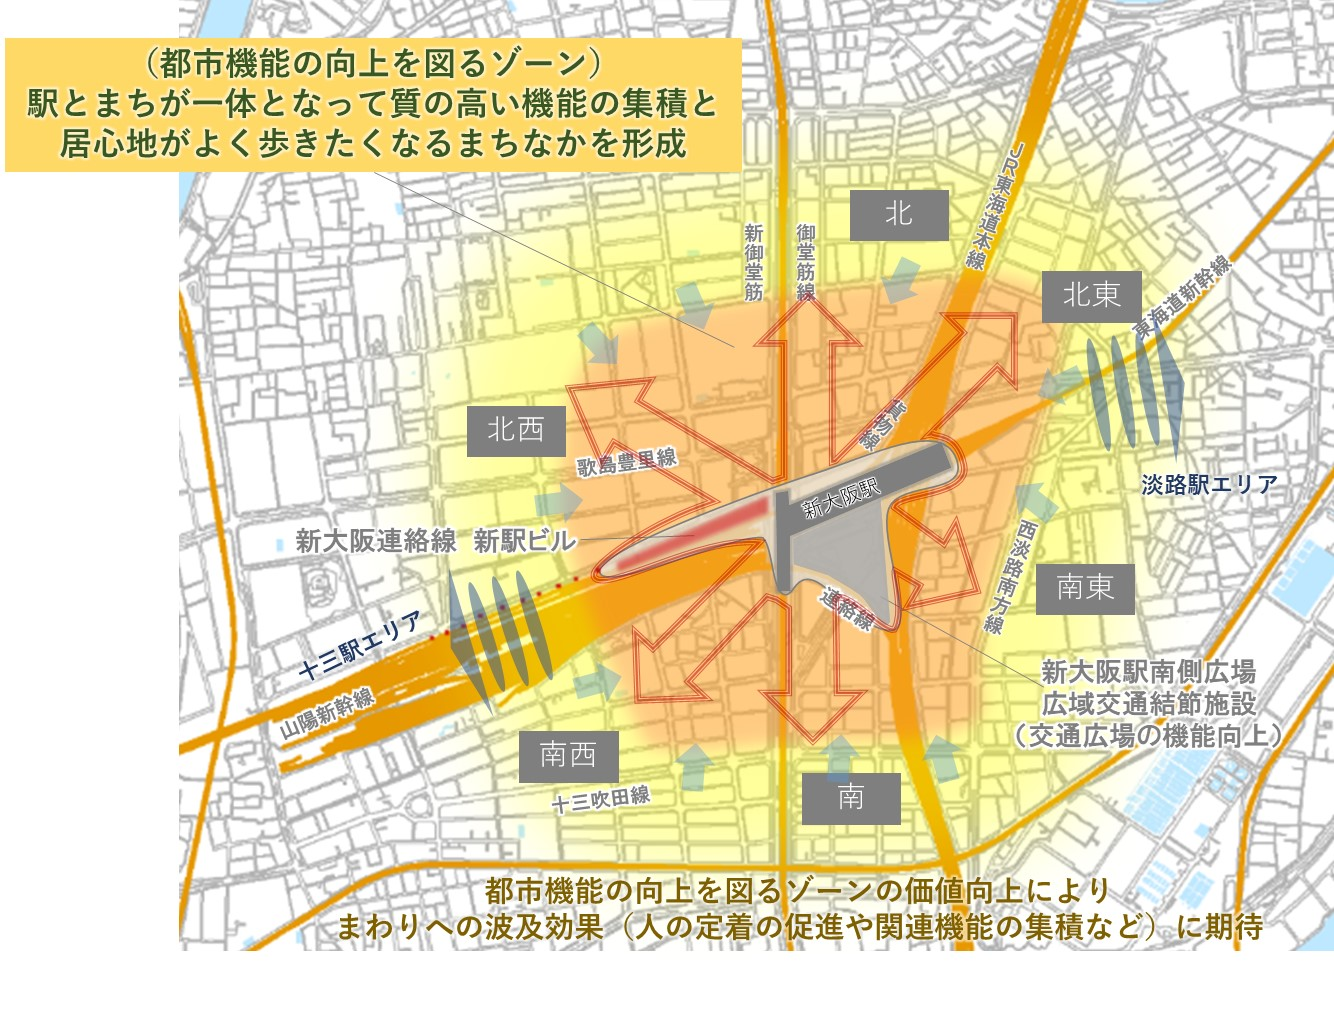 （都市機能の向上を図るゾーン）
駅とまちが一体となって質の高い機能の集積と
居心地がよく歩きたくなるまちなかを形成
JR東海道本線
北
新御堂筋
御堂筋線
北東
東海道新幹線
北西
貨物線
歌島豊里線
淡路駅エリア
新大阪駅
新大阪連絡線 新駅ビル
西淡路南方線
南東
連絡線
十三駅エリア
新大阪駅南側広場
広域交通結節施設
（交通広場の機能向上）
山陽新幹線
南西
南
十三吹田線
都市機能の向上を図るゾーンの価値向上により
まわりへの波及効果（人の定着の促進や関連機能の集積など）に期待